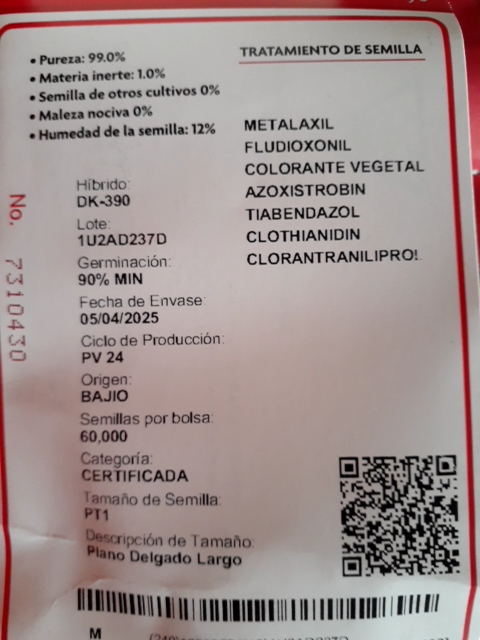 • Pureza: 99.0%
• Materia inerte: 1.0%
• Semilla de otros cultivos 0%
• Maleza nociva 0%
• Humedad de la semilla: 12%
TRATAMIENTO DE SEMILLA
METALAXIL
FLUDIOXONIL
COLORANTE VEGETAL
AZOXISTROBIN
TIABENDAZOL
CLOTHIANIDIN
CLORANTRANILIPRO
No. 7310430
Híbrido:
DK-390
Lote:
1U2AD237D
Germinación:
90% MIN
Fecha de Envase:
05/04/2025
Ciclo de Producción:
PV 24
Origen:
BAJIO
Semillas por bolsa:
60,000
Categoría:
CERTIFICADA
Tamaño de Semilla:
PT1
Descripción de Tamaño:
Plano Delgado Largo
M